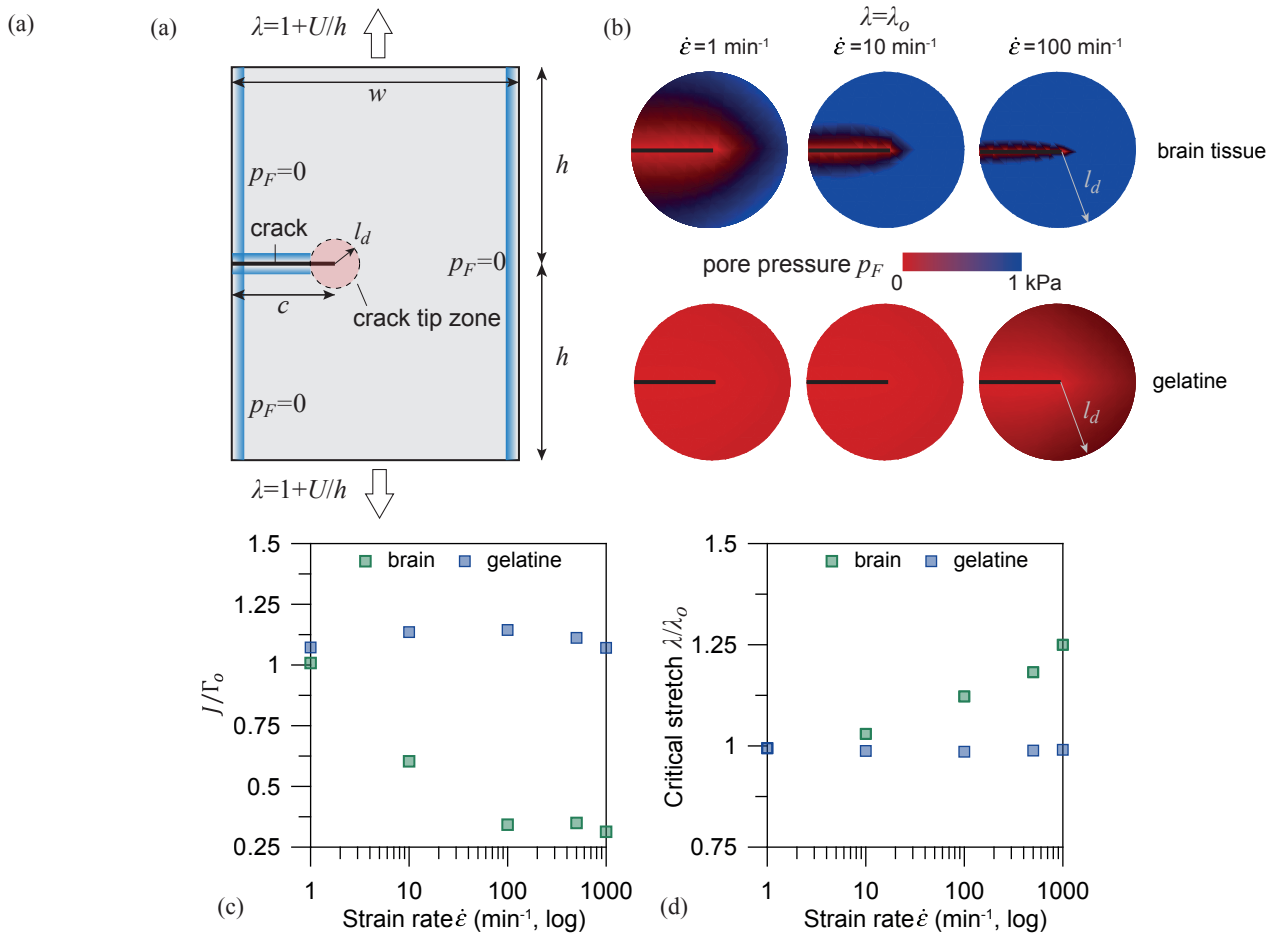 (a)
(a)
λ=1+U/h
w
h
p_F=0
crack
l_d
p_F=0
c
crack tip zone
h
p_F=0
λ=1+U/h
(b)
λ=λ_o
ε̇=1 min⁻¹
ε̇=10 min⁻¹
ε̇=100 min⁻¹
brain tissue
l_d
pore pressure p_F
0
1 kPa
gelatine
l_d
1.5
1.25
1
0.75
0.5
0.25
J/Γ_o
brain
gelatine
1
10
100
1000
(c)
Strain rate ε̇ (min⁻¹, log)
1.5
1.25
1
0.75
Critical stretch λ/λ_o
brain
gelatine
1
10
100
1000
(d)
Strain rate ε̇ (min⁻¹, log)